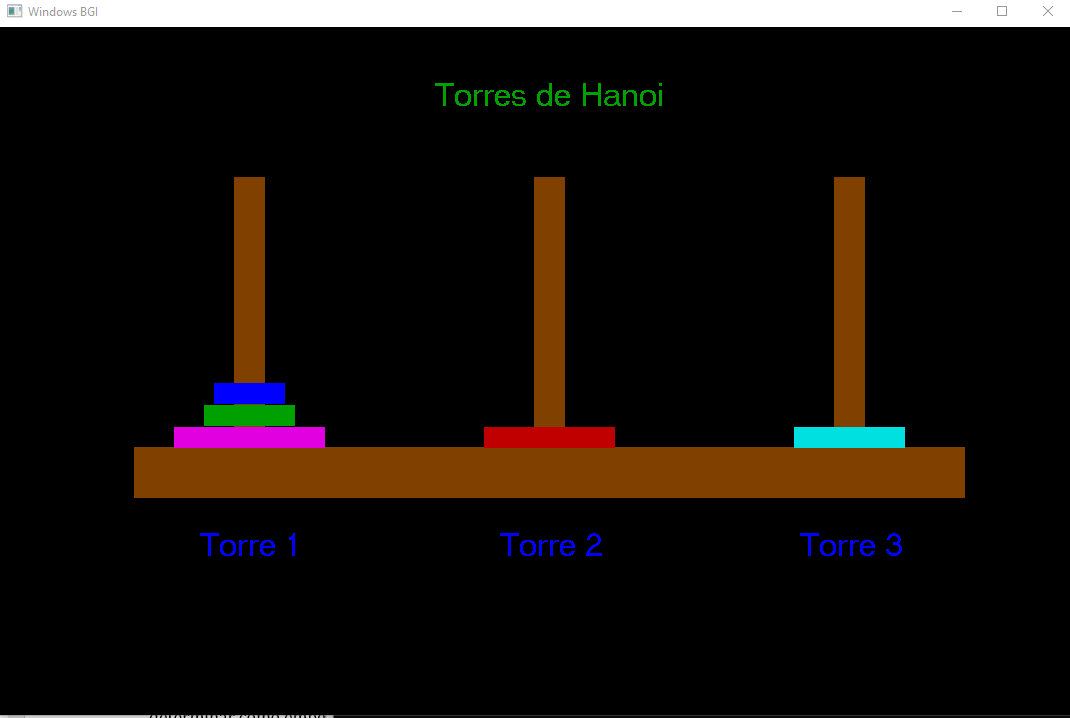 Windows BGI
Torres de Hanoi
Torre 1
Torre 2
Torre 3